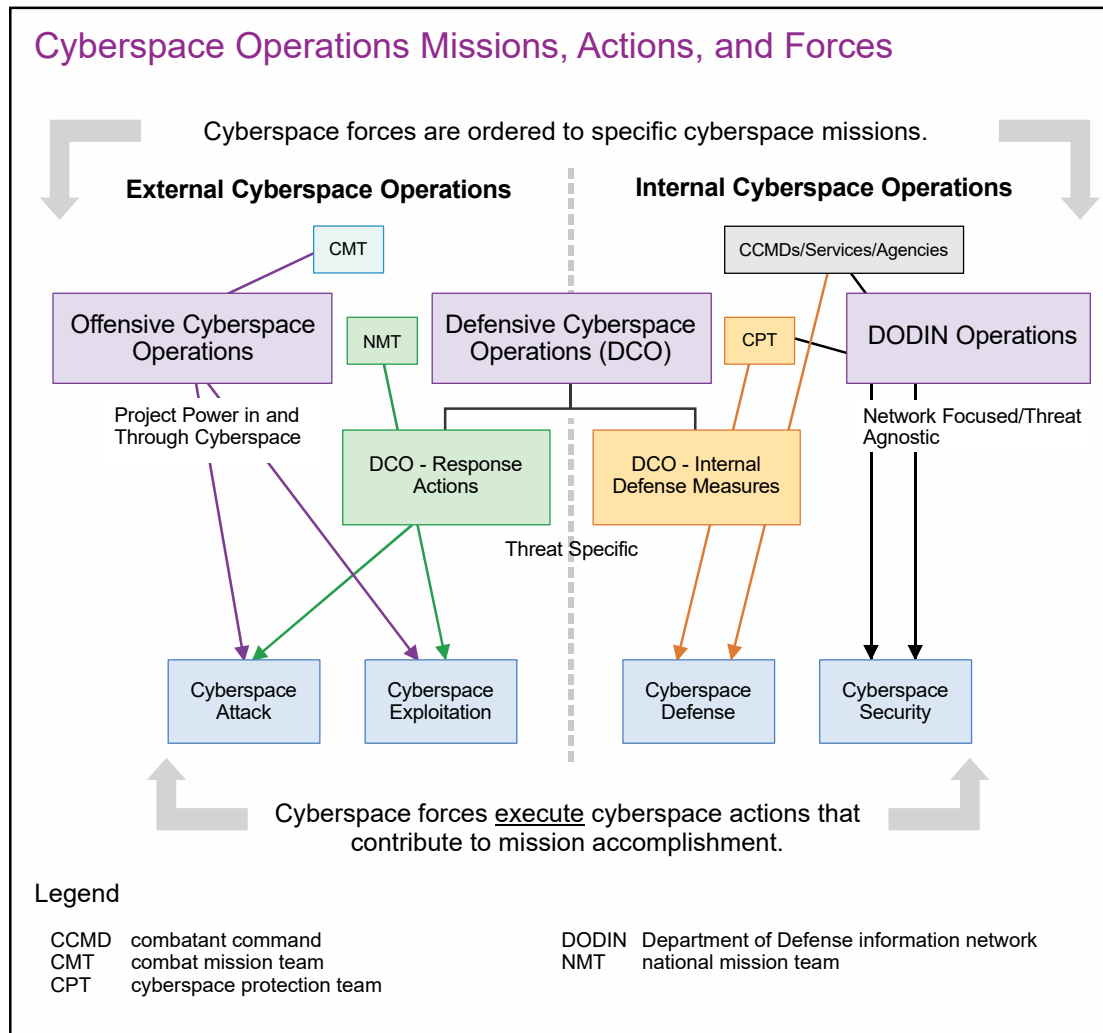 Cyberspace Operations Missions, Actions, and Forces
Cyberspace forces are ordered to specific cyberspace missions.
External Cyberspace Operations
Internal Cyberspace Operations
CMT
CCMDs/Services/Agencies
Offensive Cyberspace
Operations
NMT
Defensive Cyberspace
Operations (DCO)
CPT
DODIN Operations
Project Power in and
Through Cyberspace
Network Focused/Threat
Agnostic
DCO - Response
Actions
DCO - Internal
Defense Measures
Threat Specific
Cyberspace
Attack
Cyberspace
Exploitation
Cyberspace
Defense
Cyberspace
Security
Cyberspace forces execute cyberspace actions that
contribute to mission accomplishment.
Legend
CCMD combatant command
CMT combat mission team
CPT cyberspace protection team
DODIN Department of Defense information network
NMT national mission team